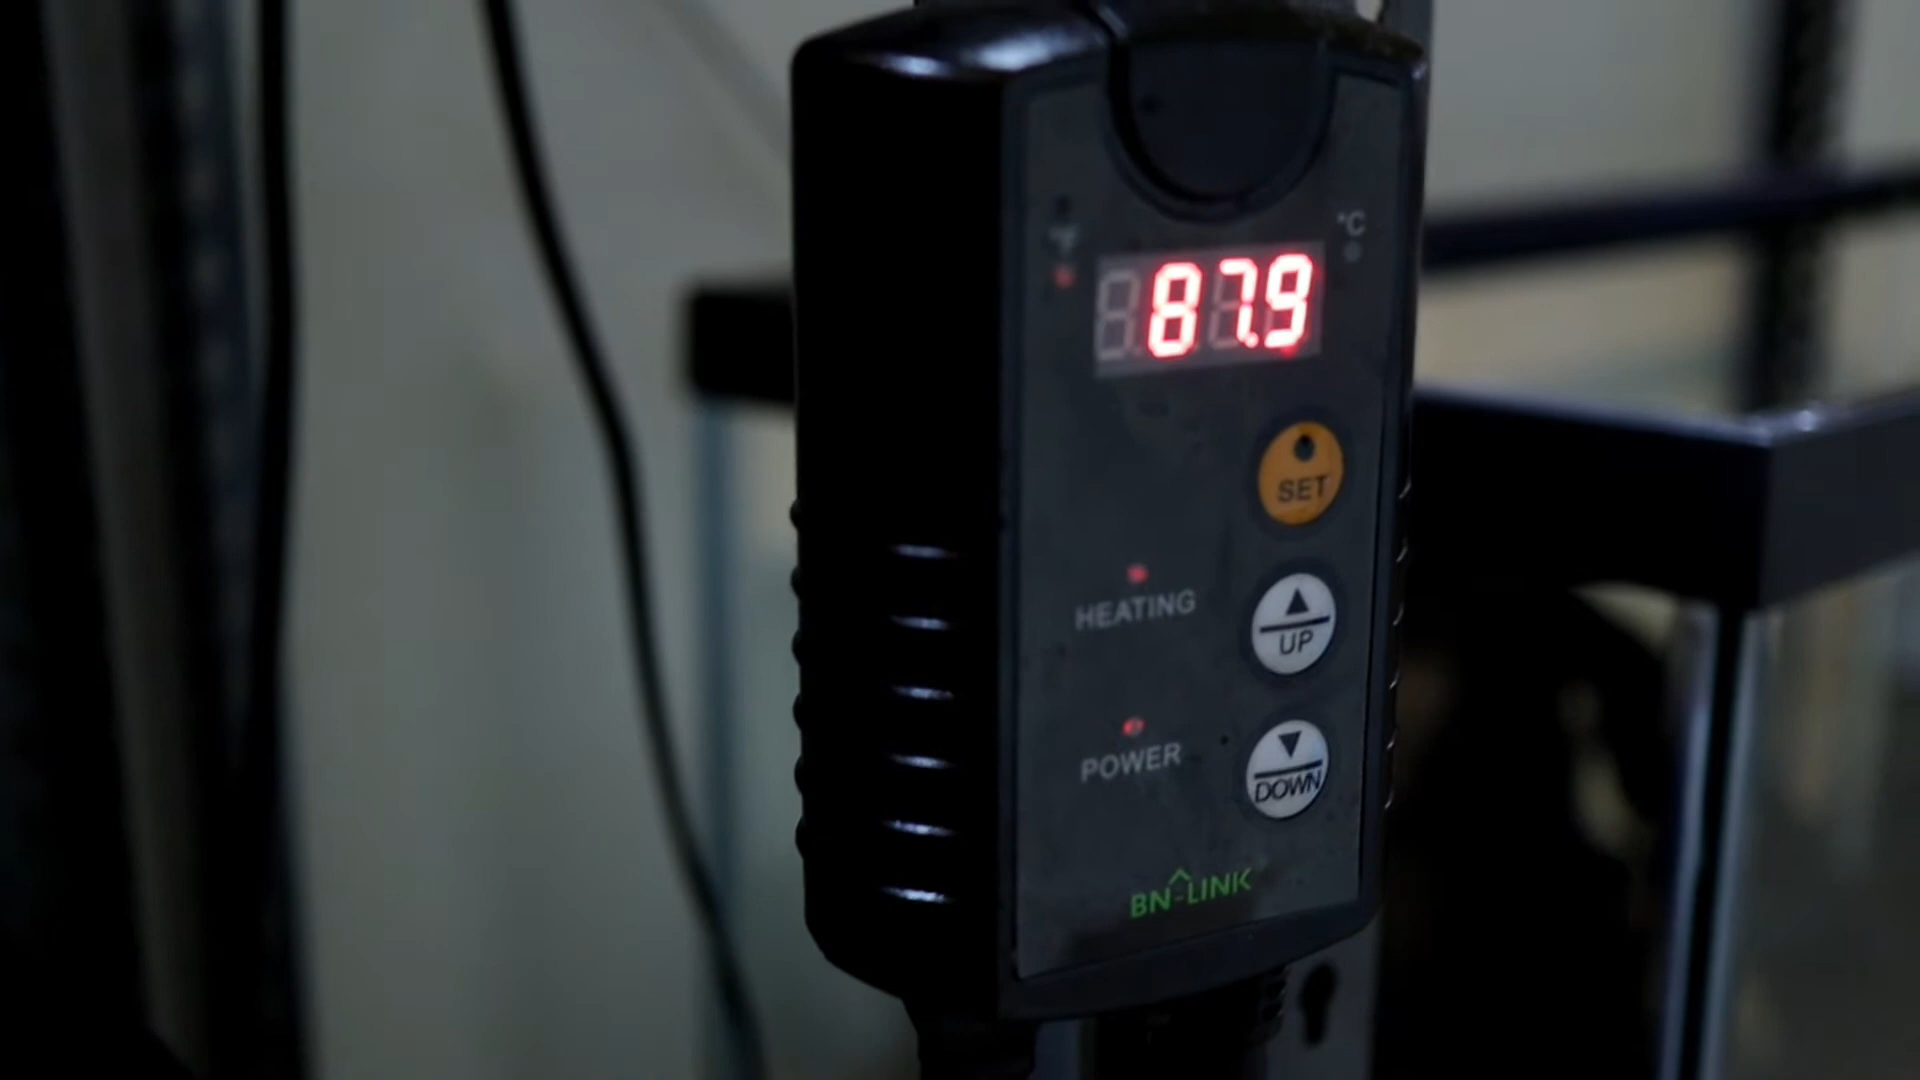 °F
°C
87.9
SET
HEATING
UP
POWER
DOWN
BN-LINK